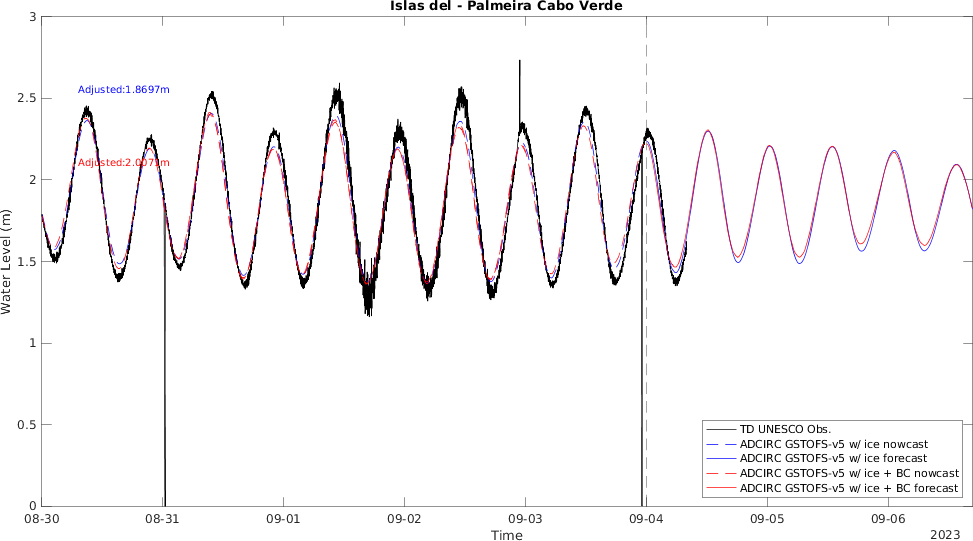 Islas del - Palmeira Cabo Verde
Water Level (m)
3
2.5
2
1.5
1
0.5
0
Adjusted:1.8697m
Adjusted:2.0071m
TD UNESCO Obs.
ADCIRC GSTOFS-v5 w/ ice nowcast
ADCIRC GSTOFS-v5 w/ ice forecast
ADCIRC GSTOFS-v5 w/ ice + BC nowcast
ADCIRC GSTOFS-v5 w/ ice + BC forecast
08-30 08-31 09-01 09-02 09-03 09-04 09-05 09-06
Time
2023